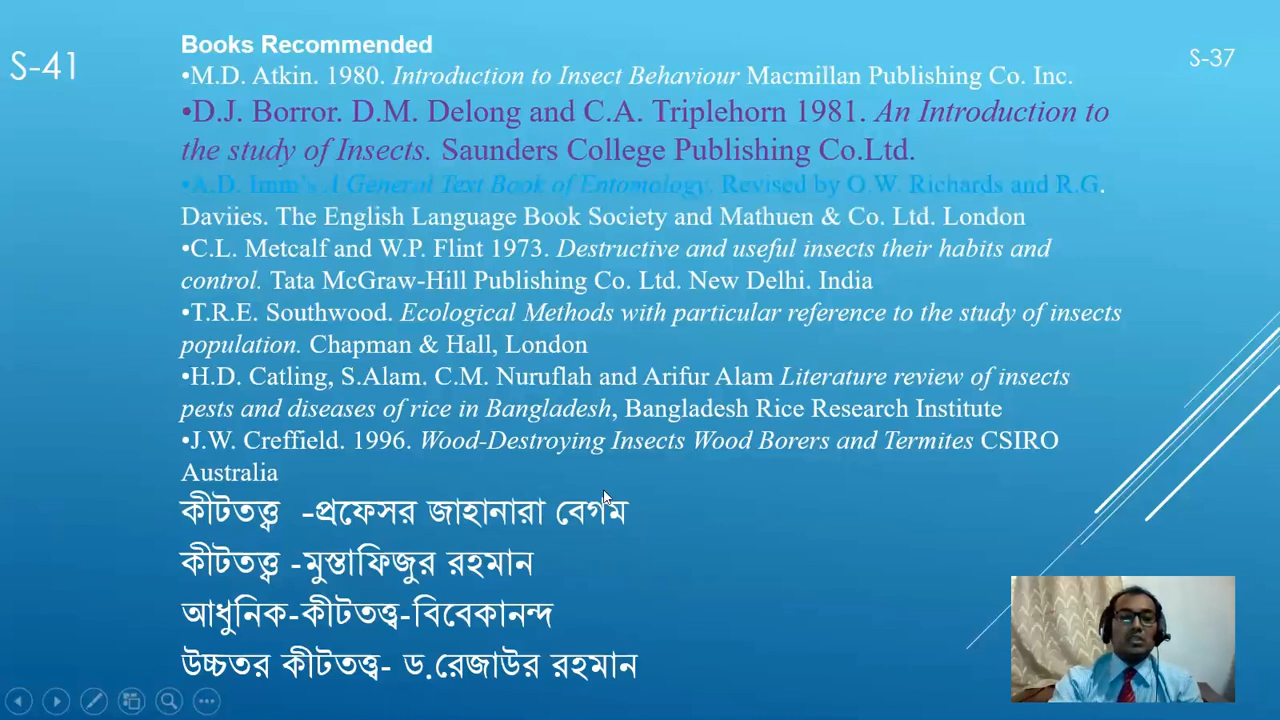 S-41
S-37
Books Recommended
•M.D. Atkin. 1980. Introduction to Insect Behaviour Macmillan Publishing Co. Inc.
•D.J. Borror. D.M. Delong and C.A. Triplehorn 1981. An Introduction to
the study of Insects. Saunders College Publishing Co.Ltd.
•A.D. Imm's A General Text Book of Entomology. Revised by O.W. Richards and R.G.
Daviies. The English Language Book Society and Mathuen & Co. Ltd. London
•C.L. Metcalf and W.P. Flint 1973. Destructive and useful insects their habits and
control. Tata McGraw-Hill Publishing Co. Ltd. New Delhi. India
•T.R.E. Southwood. Ecological Methods with particular reference to the study of insects
population. Chapman & Hall, London
•H.D. Catling, S.Alam. C.M. Nuruflah and Arifur Alam Literature review of insects
pests and diseases of rice in Bangladesh, Bangladesh Rice Research Institute
•J.W. Creffield. 1996. Wood-Destroying Insects Wood Borers and Termites CSIRO
Australia
কীটতত্ত্ব -প্রফেসর জাহানারা বেগম
কীটতত্ত্ব -মুস্তাফিজুর রহমান
আধুনিক-কীটতত্ত্ব-বিবেকানন্দ
উচ্চতর কীটতত্ত্ব- ড.রেজাউর রহমান